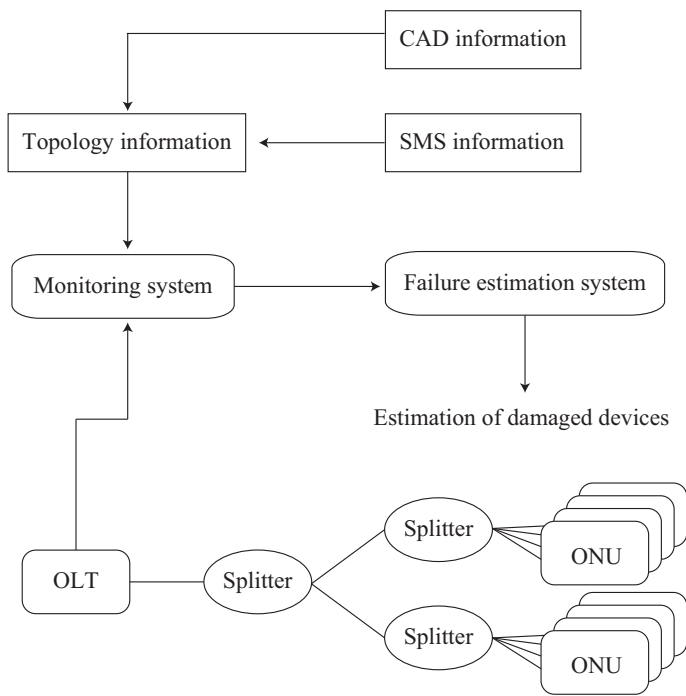 CAD information
Topology information
SMS information
Monitoring system
Failure estimation system
Estimation of damaged devices
Splitter
ONU
OLT
Splitter
Splitter
ONU